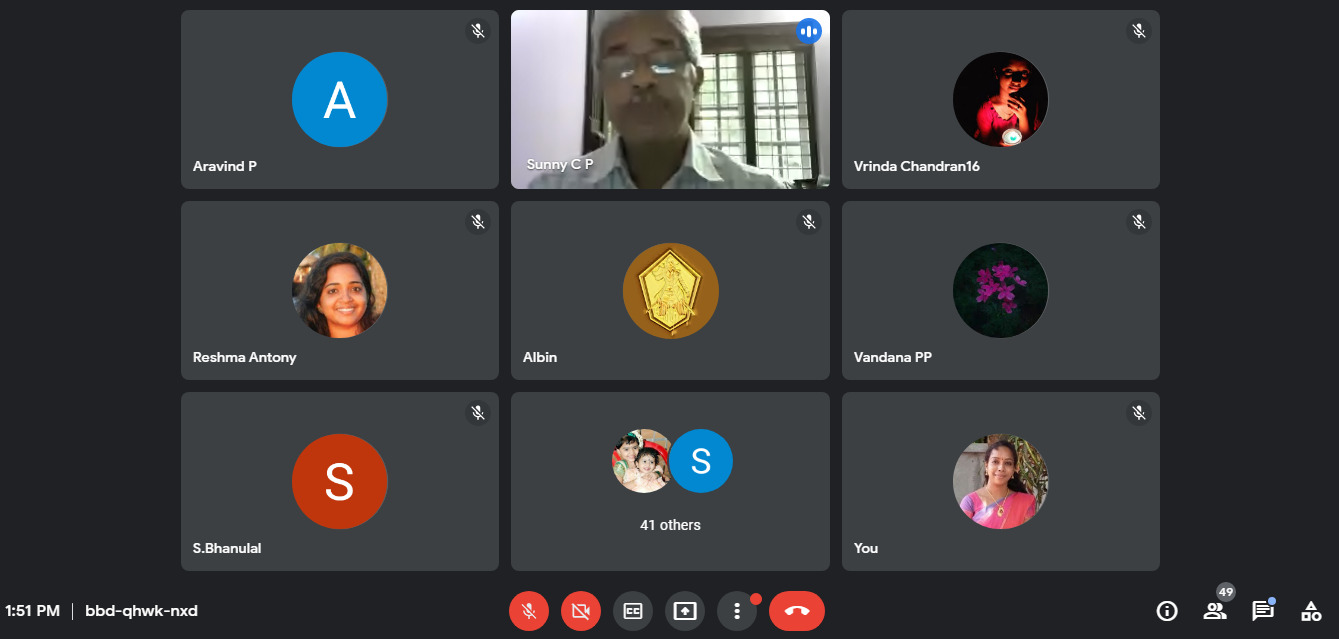 A
Aravind P
Sunny C P
Vrinda Chandran16
Reshma Antony
Albin
Vandana PP
S
S.Bhanulal
S
41 others
You
1:51 PM | bbd-qhwk-nxd
CC
49